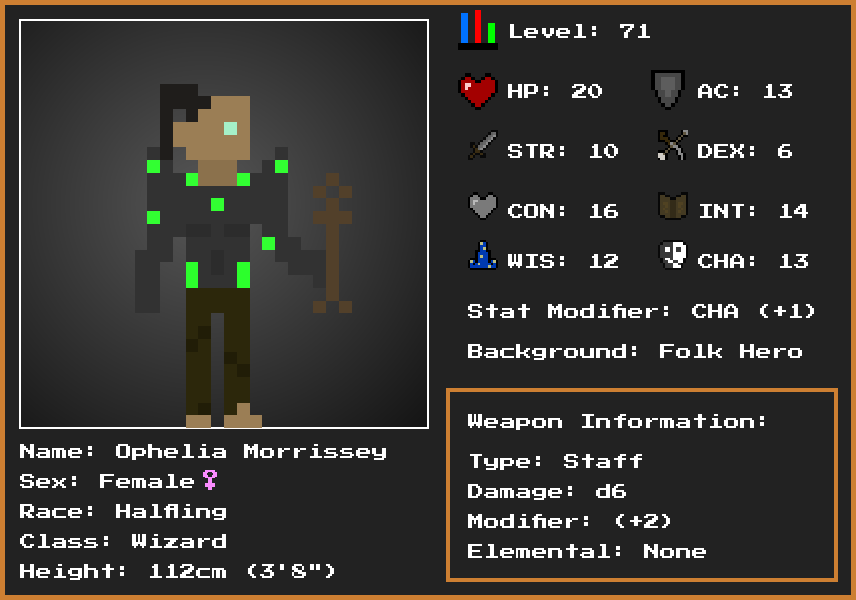 Level: 71
HP: 20
AC: 13
STR: 10
DEX: 6
CON: 16
INT: 14
WIS: 12
CHA: 13
Stat Modifier: CHA (+1)
Background: Folk Hero
Weapon Information:
Type: Staff
Damage: d6
Modifier: (+2)
Elemental: None
Name: Ophelia Morrissey
Sex: Female♀
Race: Halfling
Class: Wizard
Height: 112cm (3'8")